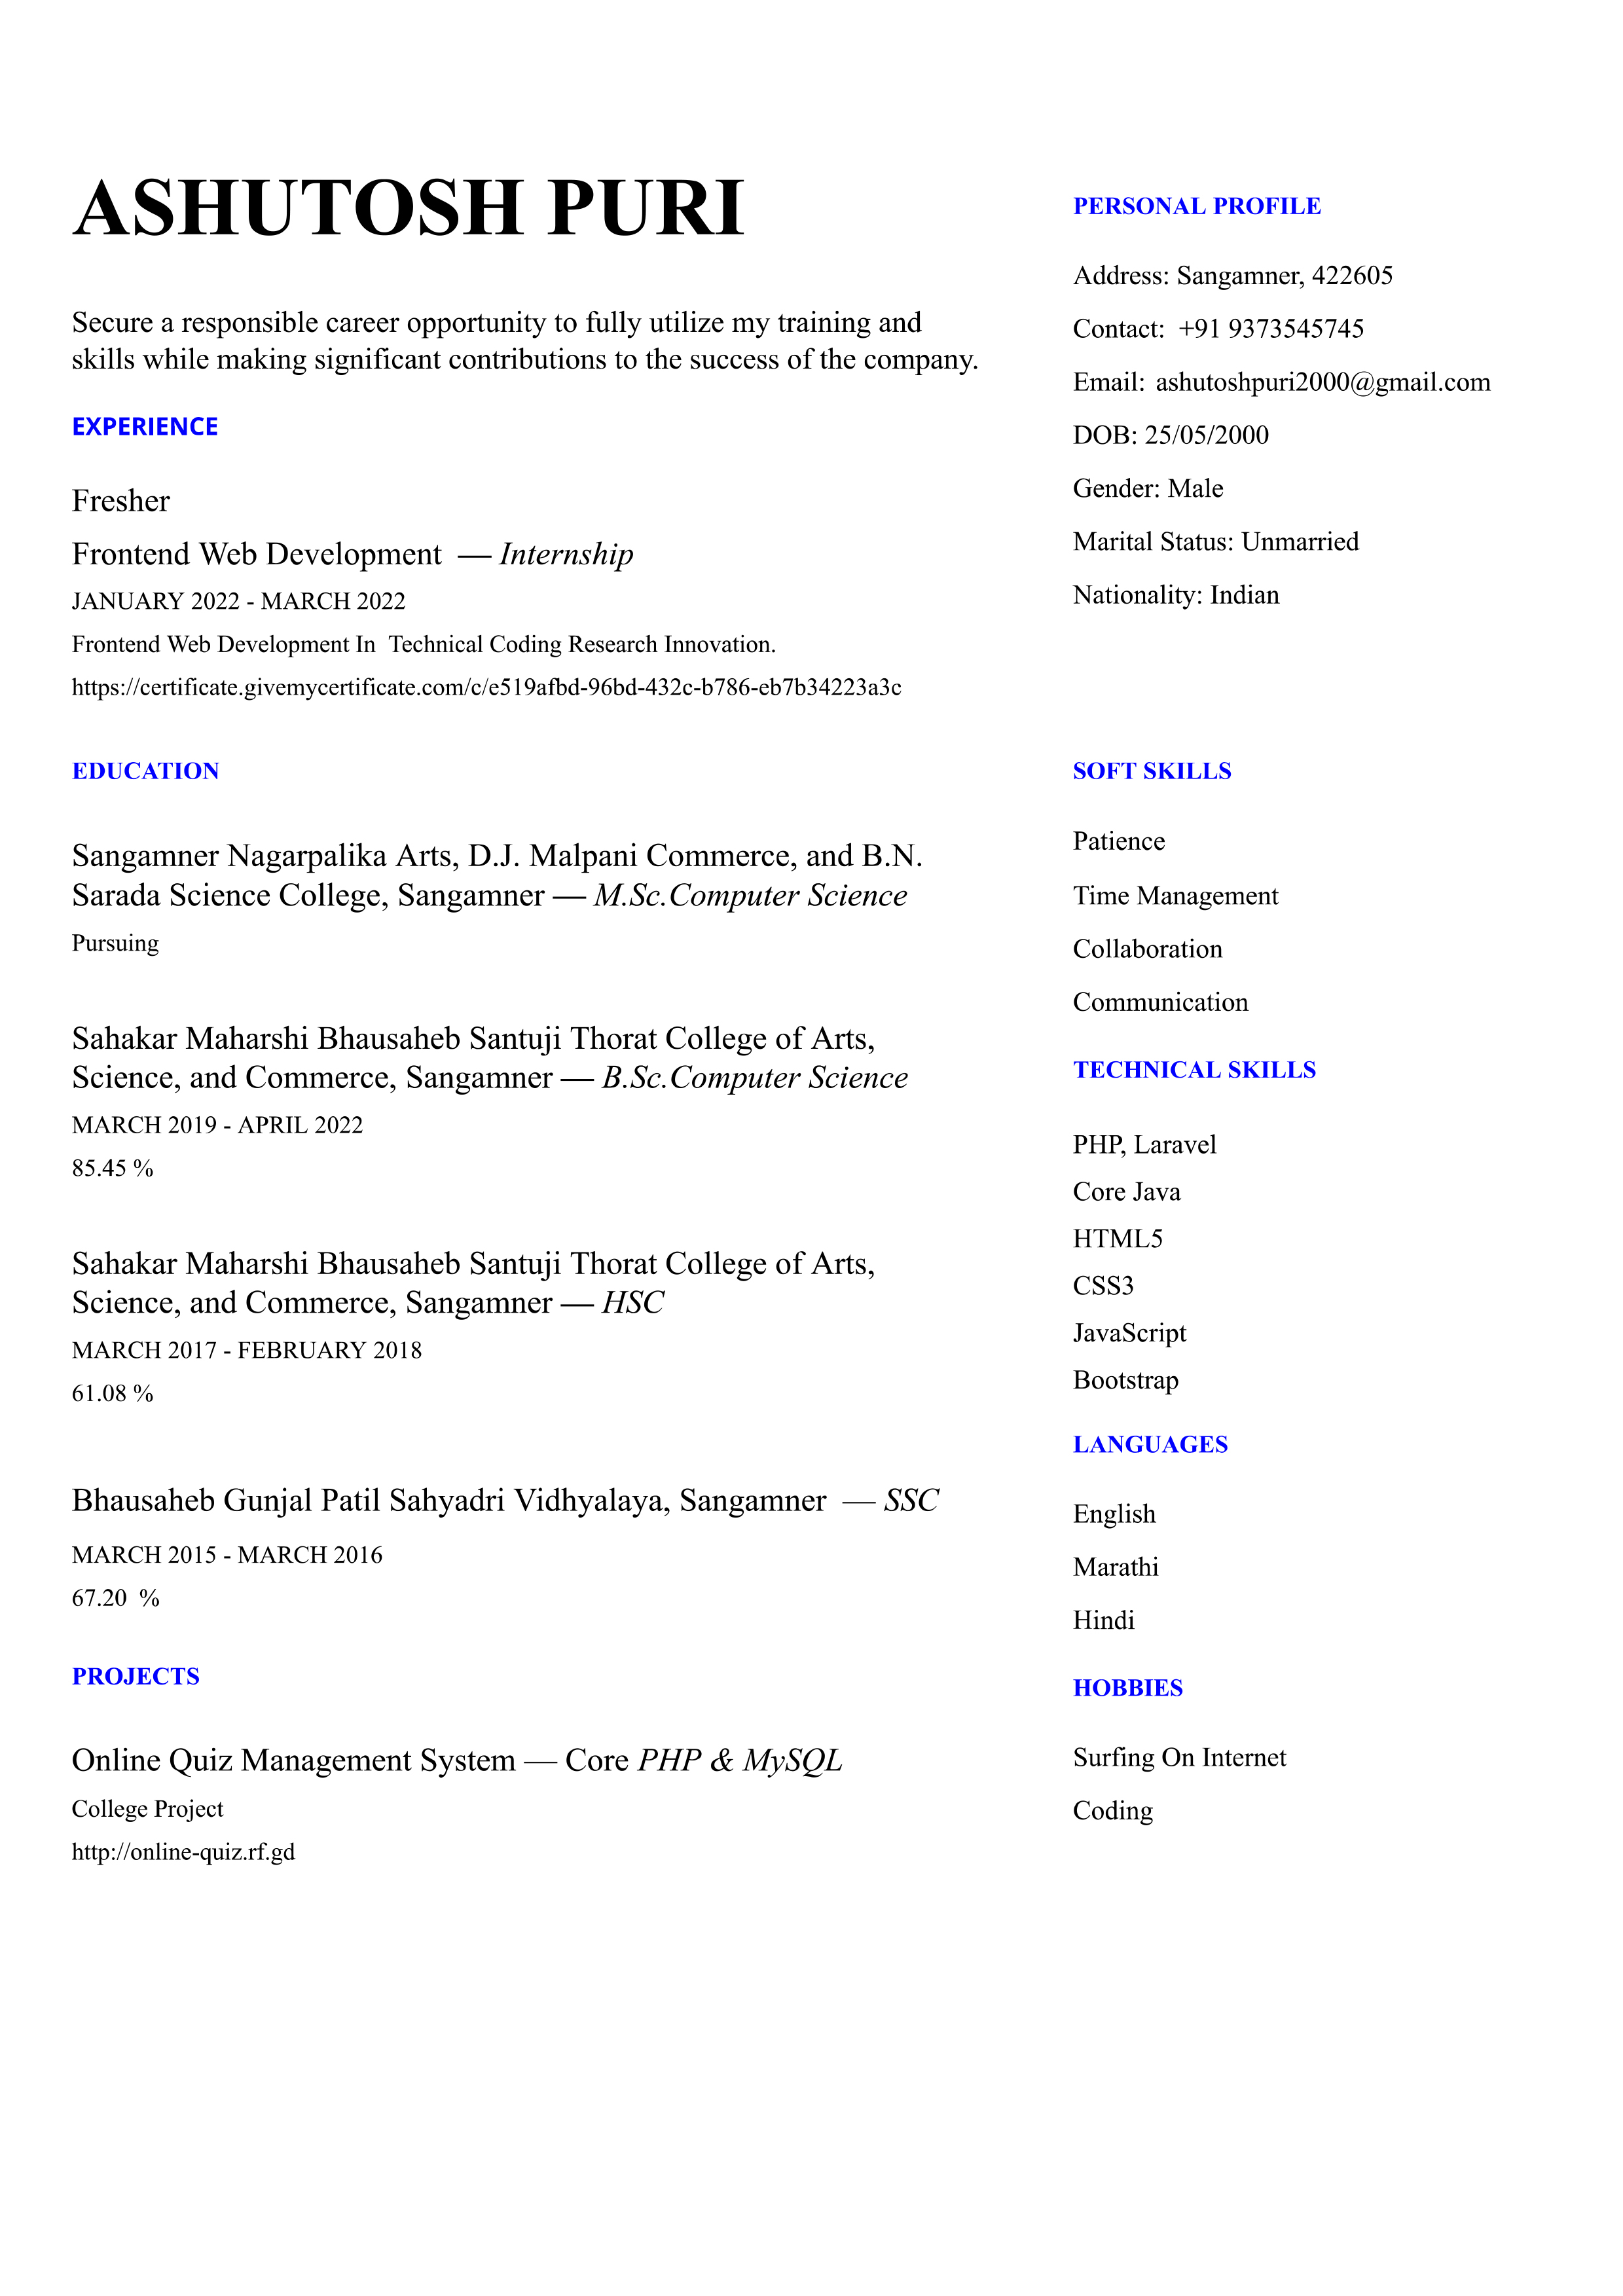 ASHUTOSH PURI
Secure a responsible career opportunity to fully utilize my training and
skills while making significant contributions to the success of the company.
EXPERIENCE
Fresher
Frontend Web Development — Internship
JANUARY 2022 - MARCH 2022
Frontend Web Development In Technical Coding Research Innovation.
https://certificate.givemycertificate.com/c/e519afbd-96bd-432c-b786-eb7b34223a3c
EDUCATION
Sangamner Nagarpalika Arts, D.J. Malpani Commerce, and B.N.
Sarada Science College, Sangamner — M.Sc.Computer Science
Pursuing
Sahakar Maharshi Bhausaheb Santuji Thorat College of Arts,
Science, and Commerce, Sangamner — B.Sc.Computer Science
MARCH 2019 - APRIL 2022
85.45 %
Sahakar Maharshi Bhausaheb Santuji Thorat College of Arts,
Science, and Commerce, Sangamner — HSC
MARCH 2017 - FEBRUARY 2018
61.08 %
Bhausaheb Gunjal Patil Sahyadri Vidhyalaya, Sangamner — SSC
MARCH 2015 - MARCH 2016
67.20 %
PROJECTS
Online Quiz Management System — Core PHP & MySQL
College Project
http://online-quiz.rf.gd
PERSONAL PROFILE
Address: Sangamner, 422605
Contact: +91 9373545745
Email: ashutoshpuri2000@gmail.com
DOB: 25/05/2000
Gender: Male
Marital Status: Unmarried
Nationality: Indian
SOFT SKILLS
Patience
Time Management
Collaboration
Communication
TECHNICAL SKILLS
PHP, Laravel
Core Java
HTML5
CSS3
JavaScript
Bootstrap
LANGUAGES
English
Marathi
Hindi
HOBBIES
Surfing On Internet
Coding